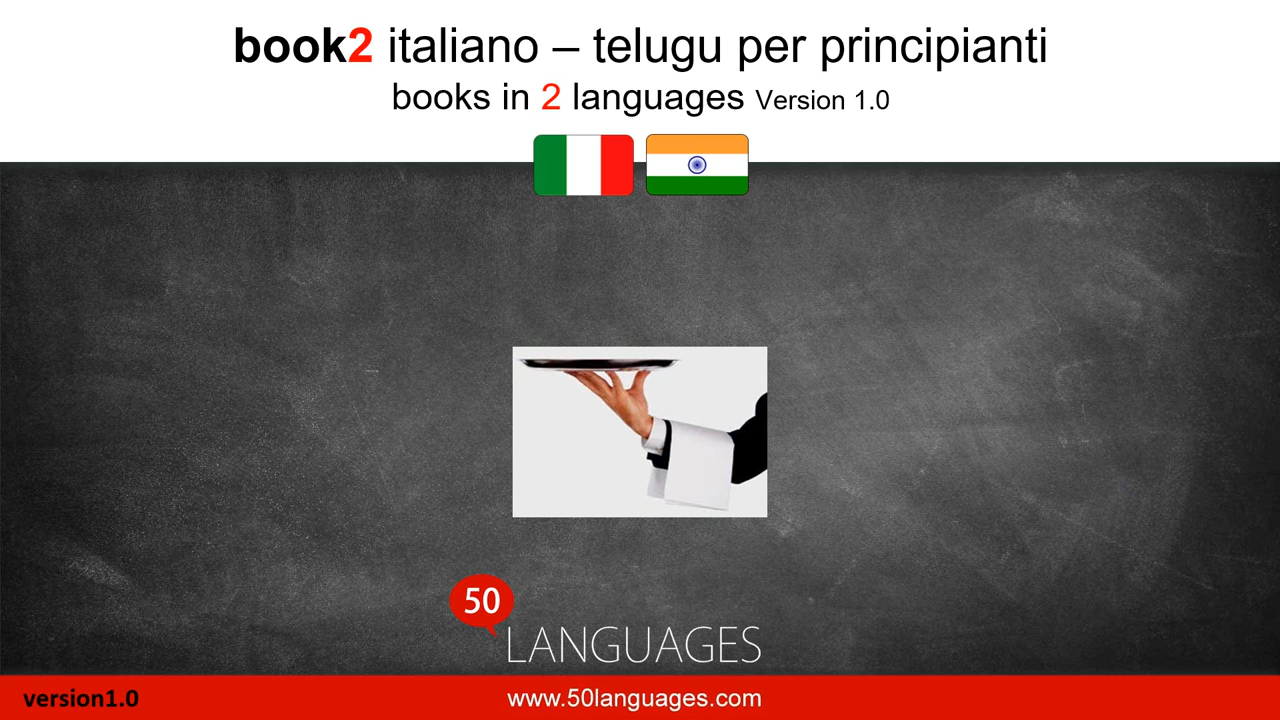 book2 italiano – telugu per principianti
books in 2 languages Version 1.0
50
LANGUAGES
version1.0
www.50languages.com